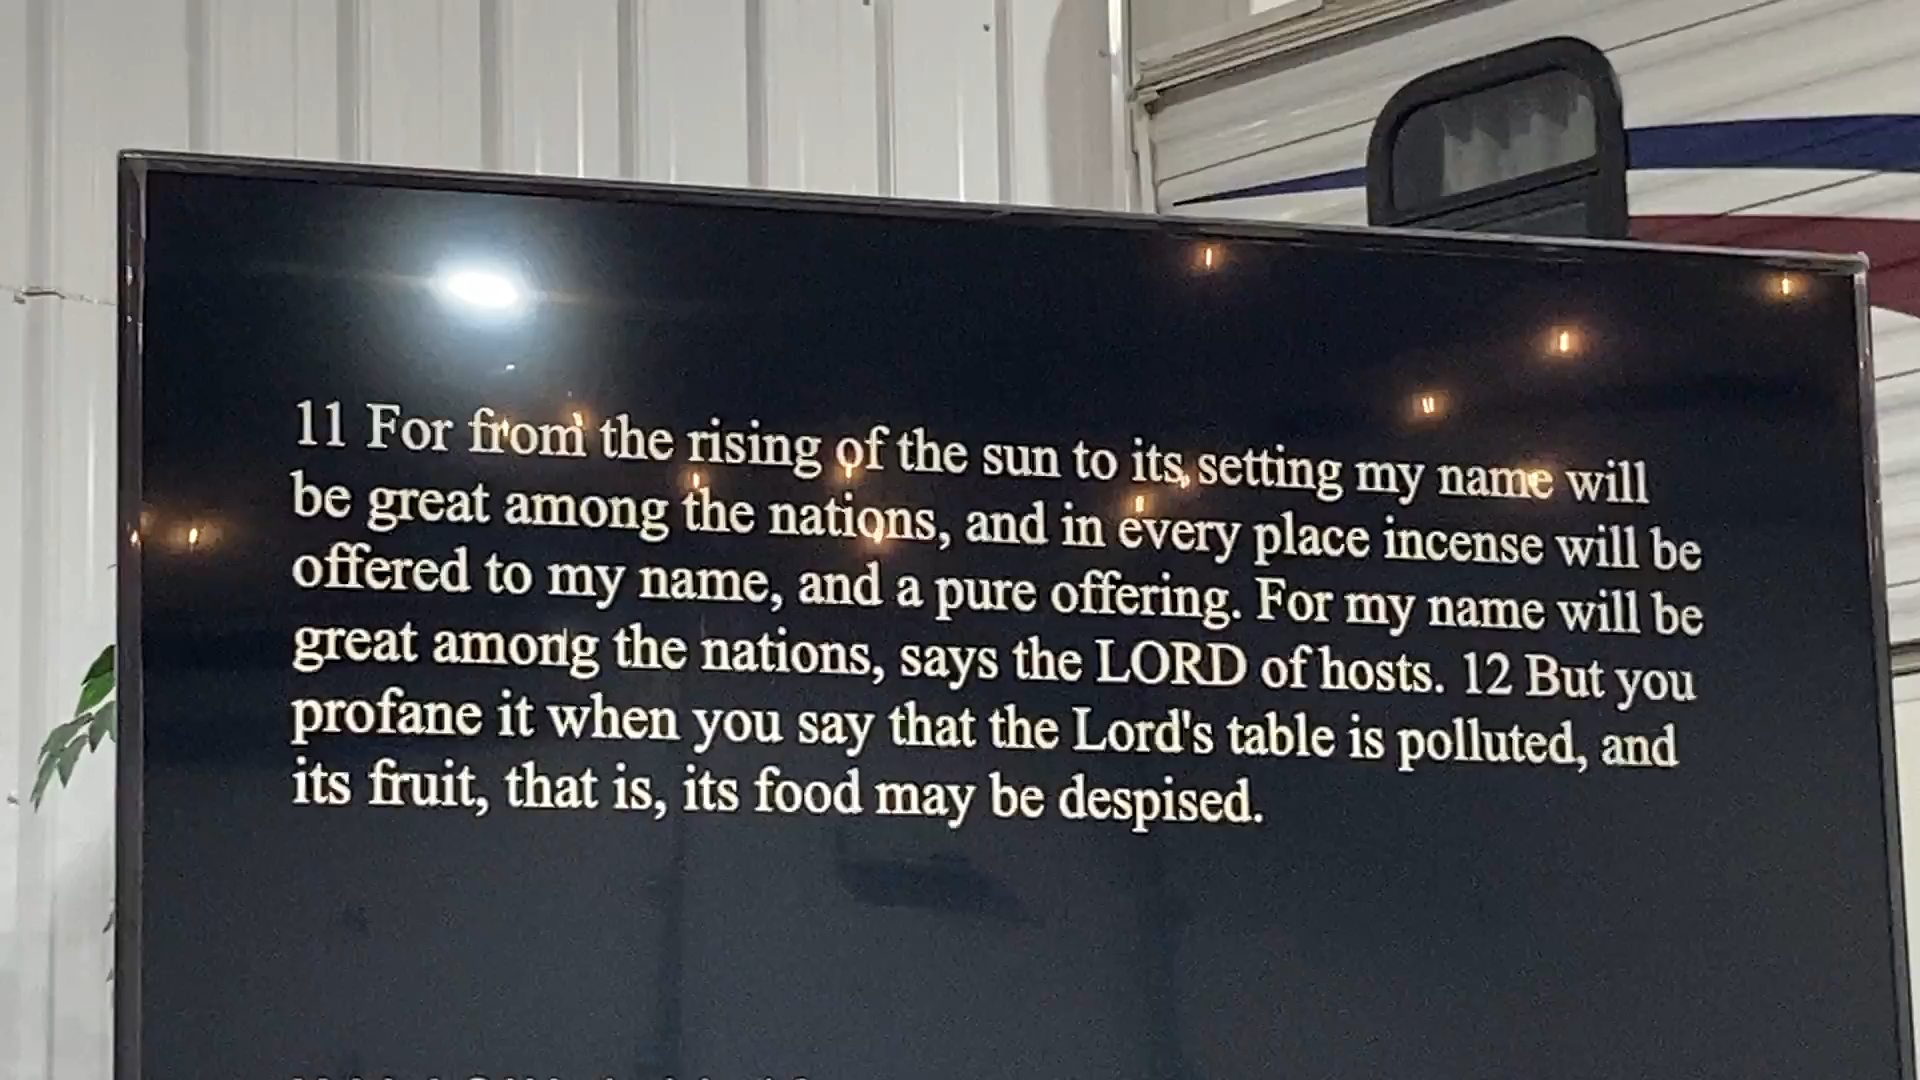 11 For from the rising of the sun to its setting my name will
be great among the nations, and in every place incense will be
offered to my name, and a pure offering. For my name will be
great among the nations, says the LORD of hosts. 12 But you
profane it when you say that the Lord's table is polluted, and
its fruit, that is, its food may be despised.